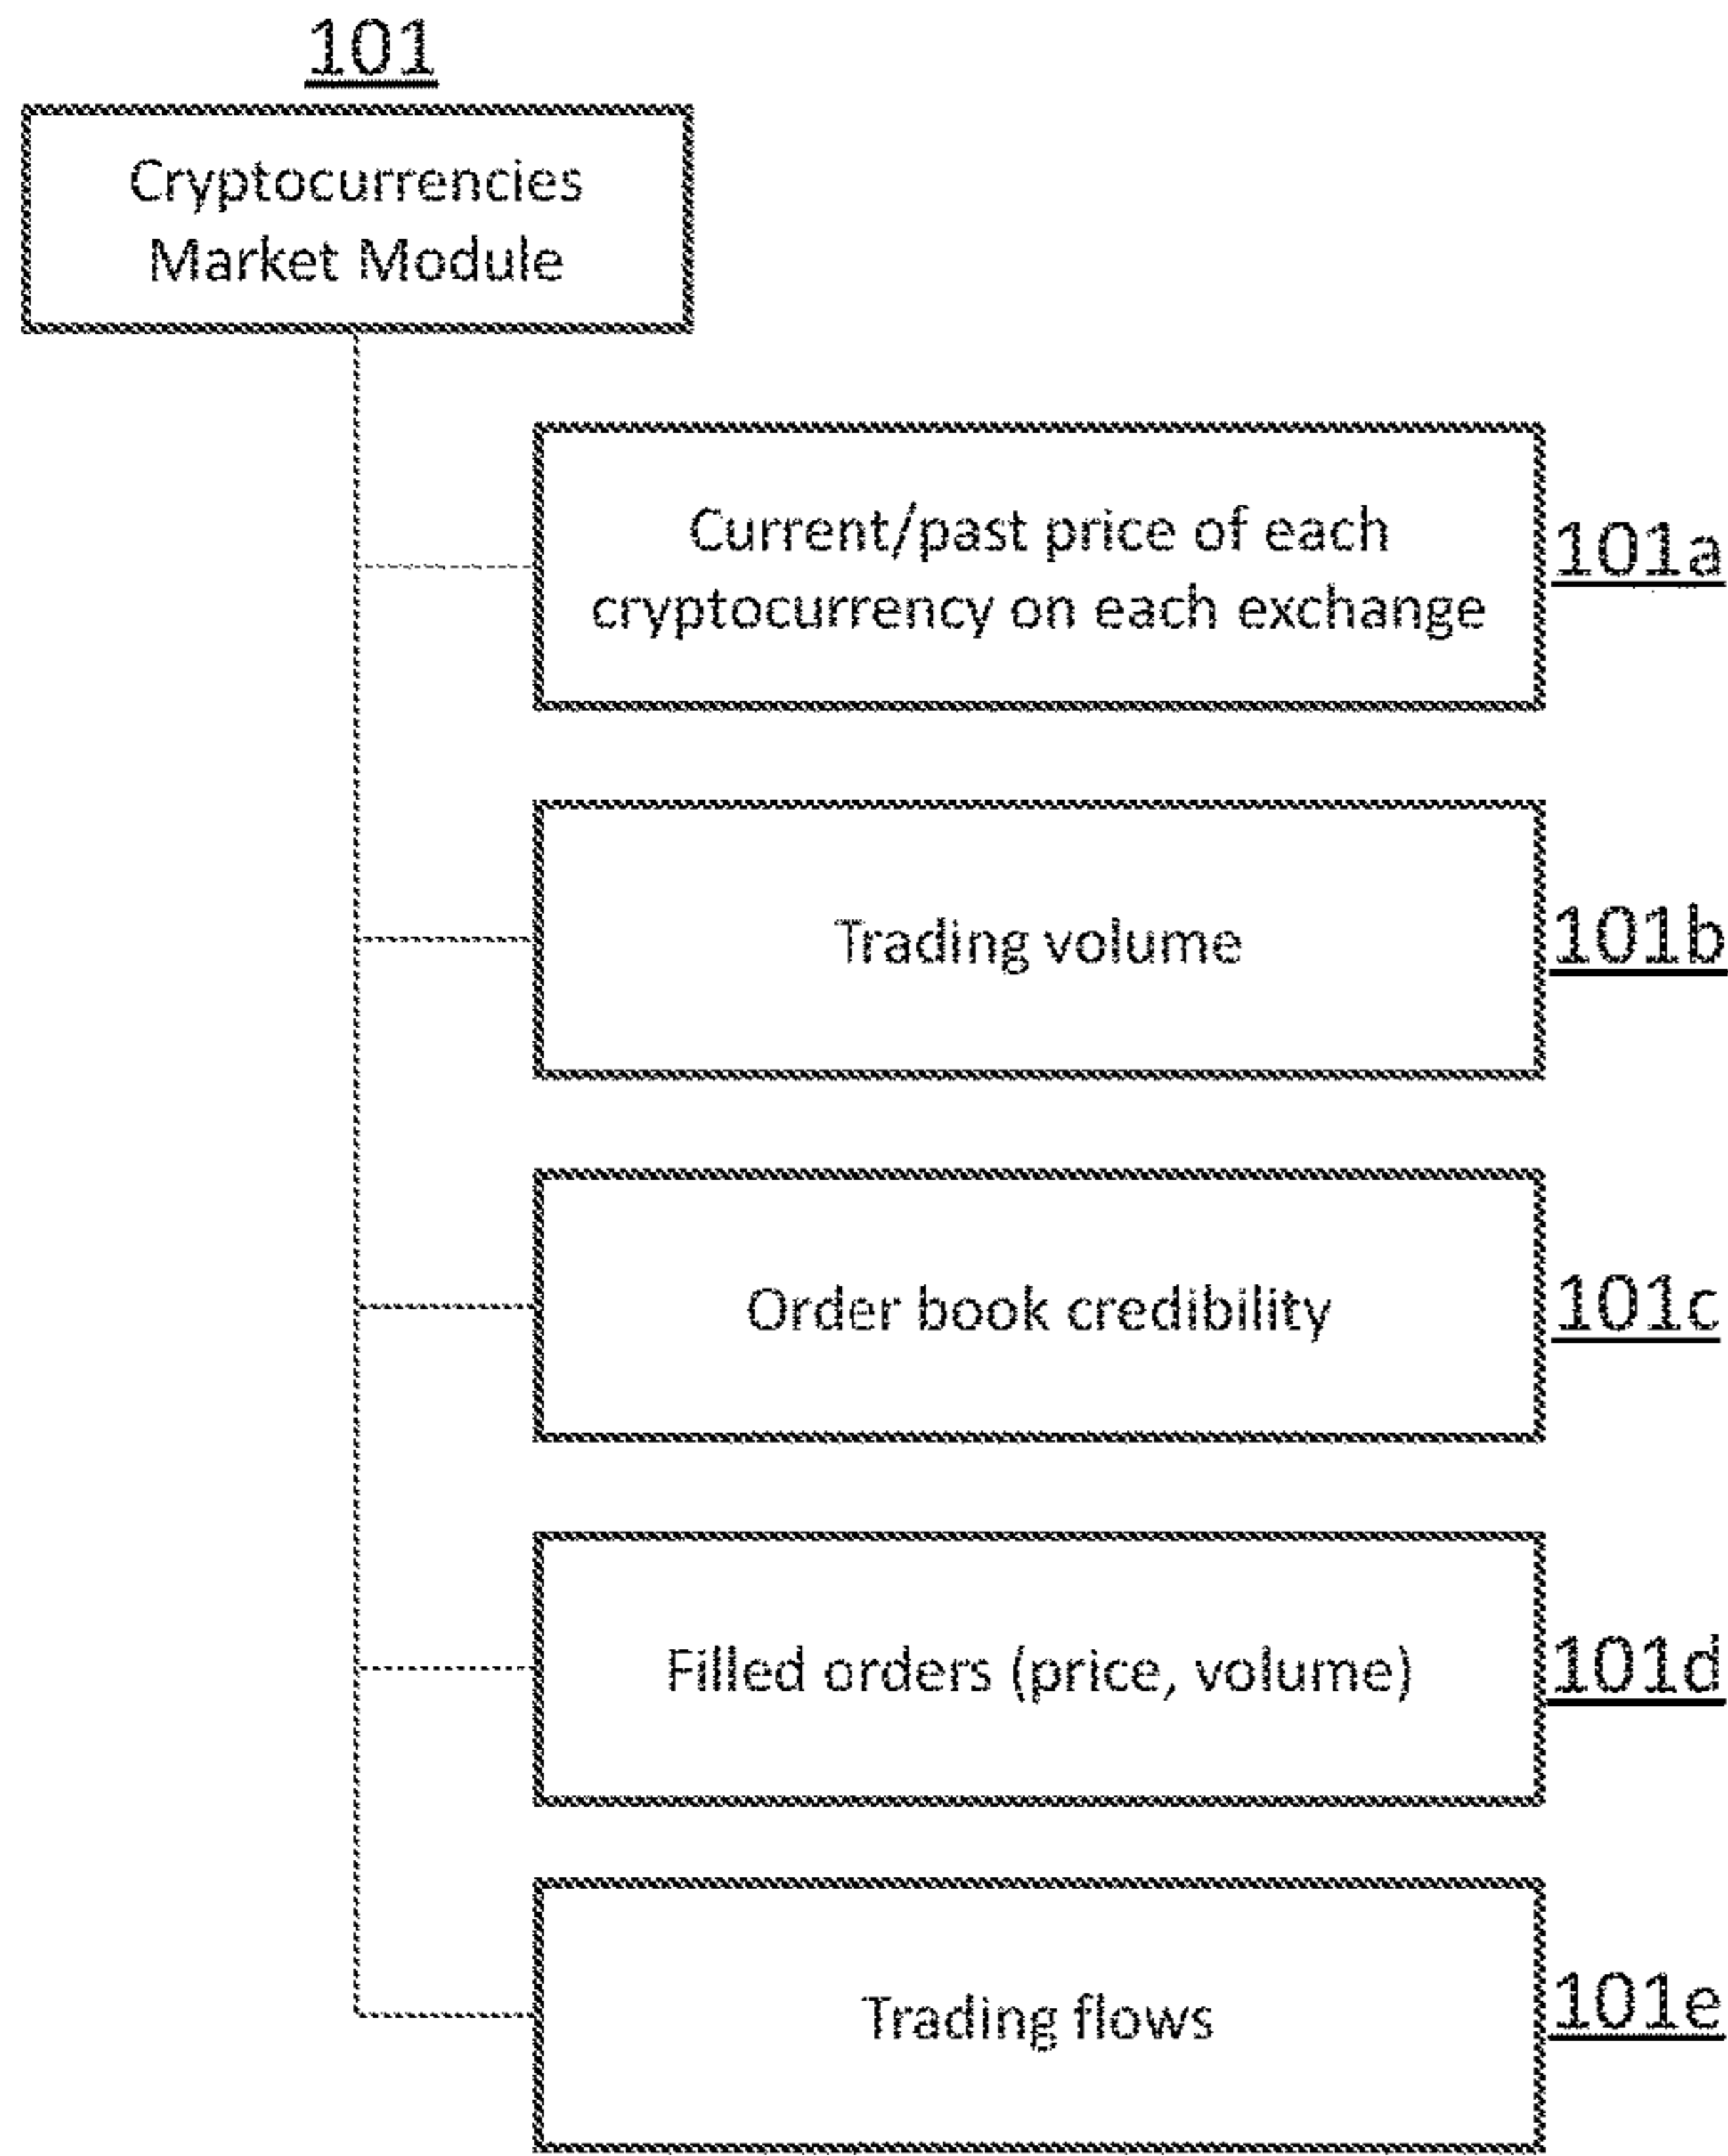 101
Cryptocurrencies
Market Module
Current/past price of each
cryptocurrency on each exchange
101a
Trading volume
101b
Order book credibility
101c
Filled orders (price, volume)
101d
Trading flows
101e